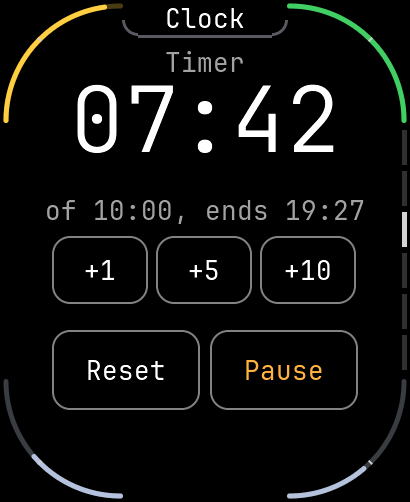 Clock
Timer
07:42
of 10:00, ends 19:27
+1 +5 +10
Reset Pause